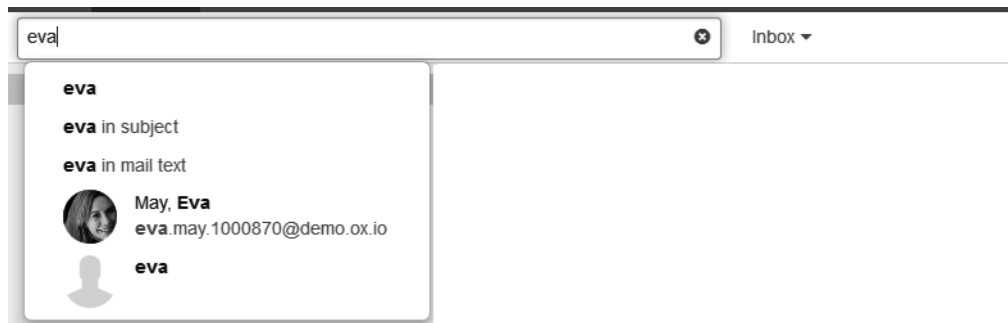 eva
Inbox
eva
eva in subject
eva in mail text
May, Eva
eva.may.1000870@demo.ox.io
eva